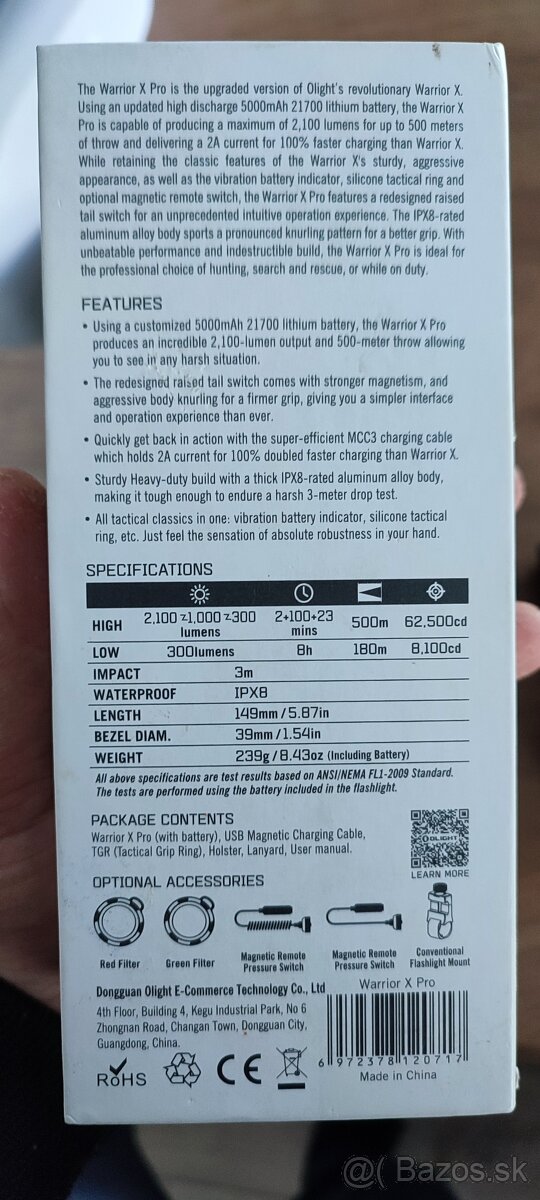 The Warrior X Pro is the upgraded version of Olight's revolutionary Warrior X.
Using an updated high discharge 5000mAh 21700 lithium battery, the Warrior X
Pro is capable of producing a maximum of 2,100 lumens for up to 500 meters
of throw and delivering a 2A current for 100% faster charging than Warrior X.
While retaining the classic features of the Warrior X's sturdy, aggressive
appearance, as well as the vibration battery indicator, silicone tactical ring and
optional magnetic remote switch, the Warrior X Pro features a redesigned raised
tail switch for an unprecedented intuitive operation experience. The IPX8-rated
aluminum alloy body sports a pronounced knurling pattern for a better grip. With
unbeatable performance and indestructible build, the Warrior X Pro is ideal for
the professional choice of hunting, search and rescue, or while on duty.
FEATURES
• Using a customized 5000mAh 21700 lithium battery, the Warrior X Pro
produces an incredible 2,100-lumen output and 500-meter throw allowing
you to see in any harsh situation.
• The redesigned raised tail switch comes with stronger magnetism, and
aggressive body knurling for a firmer grip, giving you a simpler interface
and operation experience than ever.
• Quickly get back in action with the super-efficient MCC3 charging cable
which holds 2A current for 100% doubled faster charging than Warrior X.
• Sturdy Heavy-duty build with a thick IPX8-rated aluminum alloy body,
making it tough enough to endure a harsh 3-meter drop test.
• All tactical classics in one: vibration battery indicator, silicone tactical
ring, etc. Just feel the sensation of absolute robustness in your hand.
SPECIFICATIONS
HIGH 2,100~1,000~300 lumens 2+100+23 mins 500m 62,500cd
LOW 300lumens 8h 180m 8,100cd
IMPACT 3m
WATERPROOF IPX8
LENGTH 149mm/5.87in
BEZEL DIAM. 39mm/1.54in
WEIGHT 239g/8.43oz (Including Battery)
All above specifications are test results based on ANSI/NEMA FL1-2009 Standard.
The tests are performed using the battery included in the flashlight.
PACKAGE CONTENTS
Warrior X Pro (with battery), USB Magnetic Charging Cable,
TGR (Tactical Grip Ring), Holster, Lanyard, User manual.
OLIGHT
LEARN MORE
OPTIONAL ACCESSORIES
Red Filter
Green Filter
Magnetic Remote
Pressure Switch
Magnetic Remote
Pressure Switch
Conventional
Flashlight Mount
Dongguan Olight E-Commerce Technology Co., Ltd
4th Floor, Building 4, Kegu Industrial Park, No 6
Zhongnan Road, Changan Town, Dongguan City,
Guangdong, China.
Warrior X Pro
6 972378 120717
Made in China
RoHS
CE
@( Bazos.sk